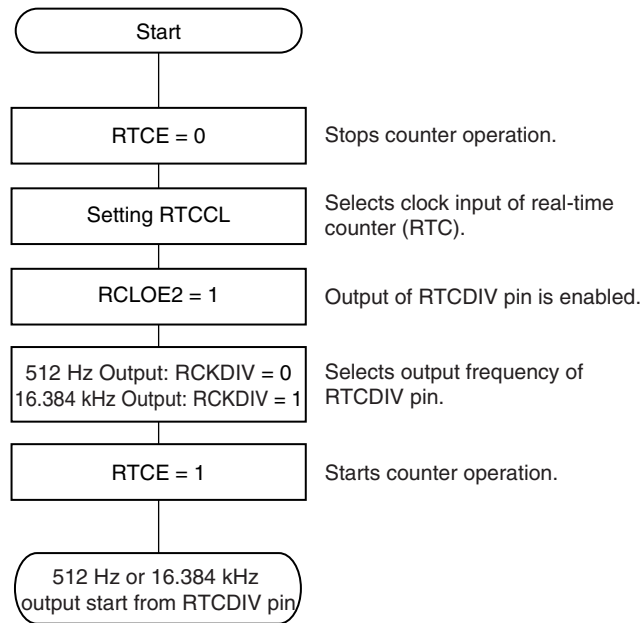 Start
RTCE = 0
Stops counter operation.
Setting RTCCL
Selects clock input of real-time
counter (RTC).
RCLOE2 = 1
Output of RTCDIV pin is enabled.
512 Hz Output: RCKDIV = 0
16.384 kHz Output: RCKDIV = 1
Selects output frequency of
RTCDIV pin.
RTCE = 1
Starts counter operation.
512 Hz or 16.384 kHz
output start from RTCDIV pin